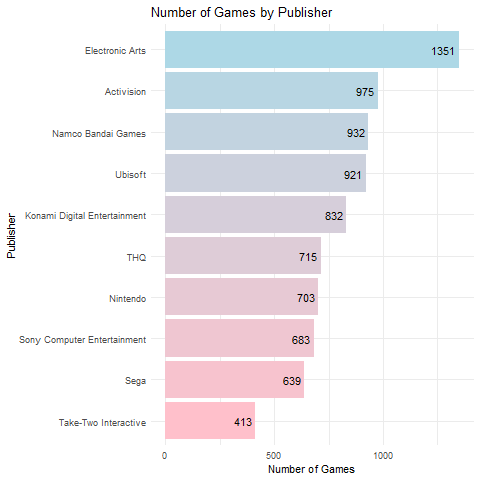 Number of Games by Publisher
Publisher
Electronic Arts 1351
Activision 975
Namco Bandai Games 932
Ubisoft 921
Konami Digital Entertainment 832
THQ 715
Nintendo 703
Sony Computer Entertainment 683
Sega 639
Take-Two Interactive 413
0 500 1000
Number of Games